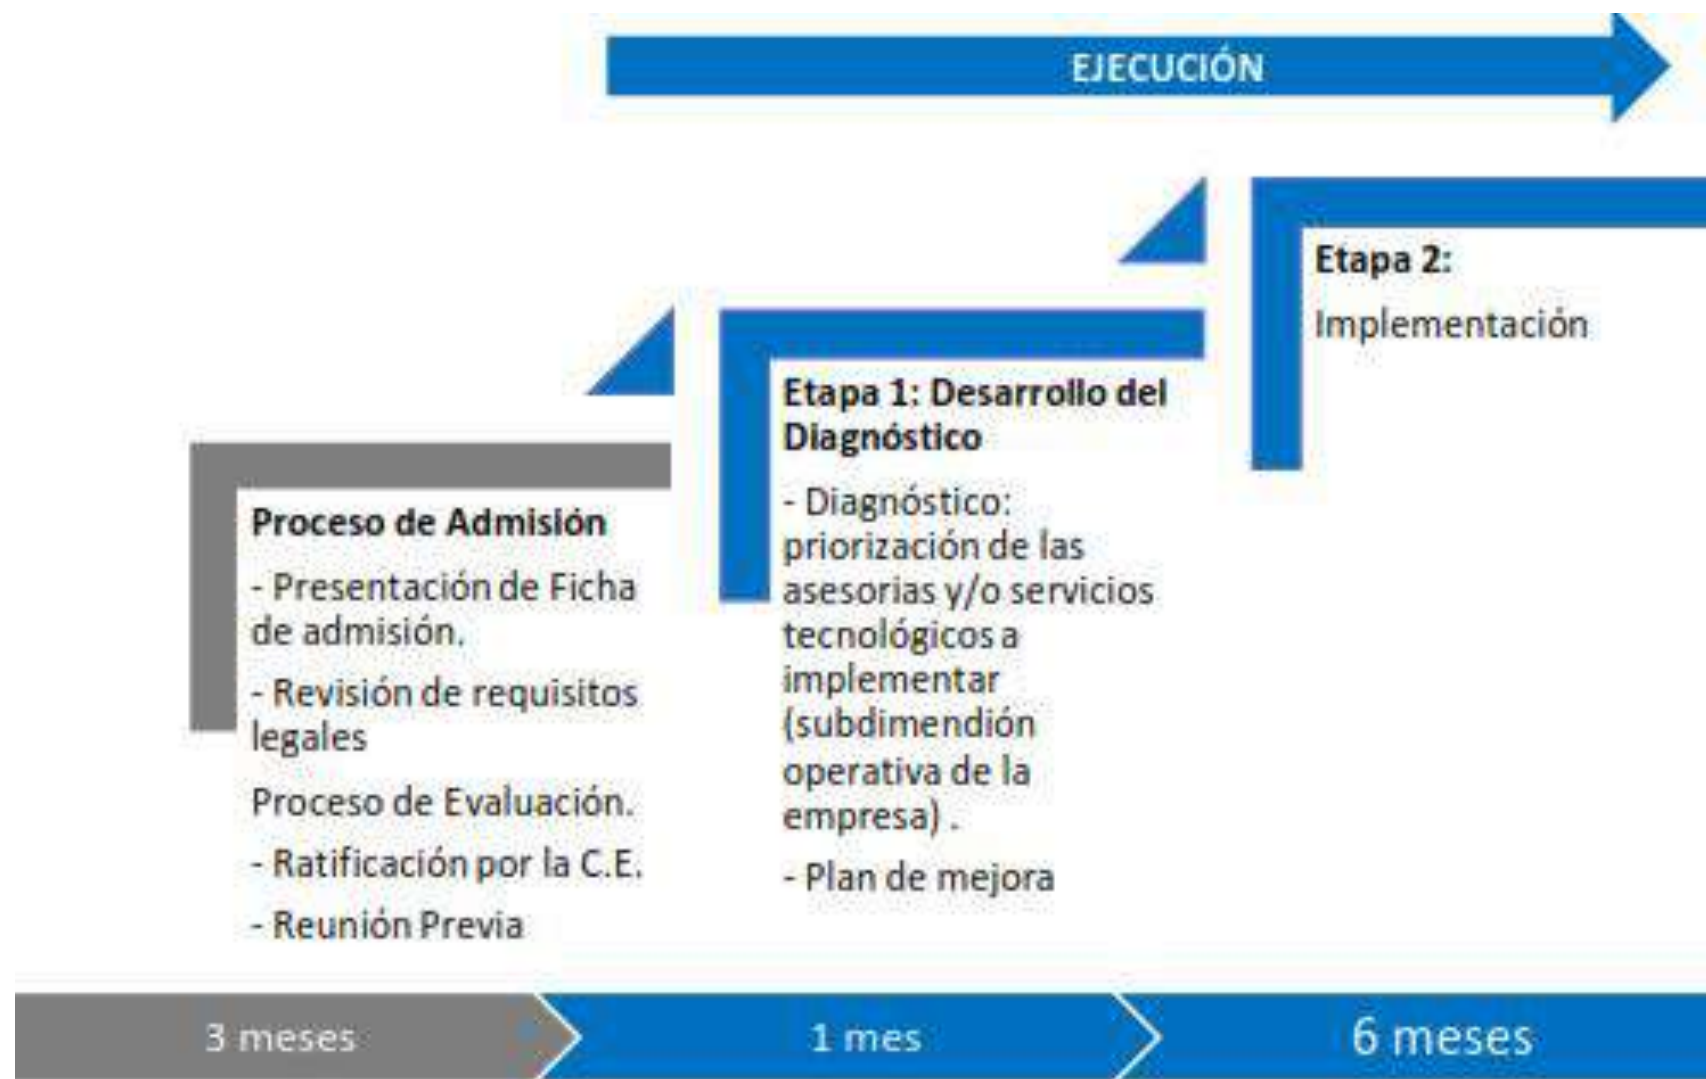 EJECUCIÓN
Proceso de Admisión
- Presentación de Ficha
de admisión.
- Revisión de requisitos
legales
Proceso de Evaluación.
- Ratificación por la C.E.
- Reunión Previa
Etapa 1: Desarrollo del
Diagnóstico
- Diagnóstico:
priorización de las
asesorias y/o servicios
tecnológicos a
implementar
(subdimendión
operativa de la
empresa) .
- Plan de mejora
Etapa 2:
Implementación
3 meses
1 mes
6 meses